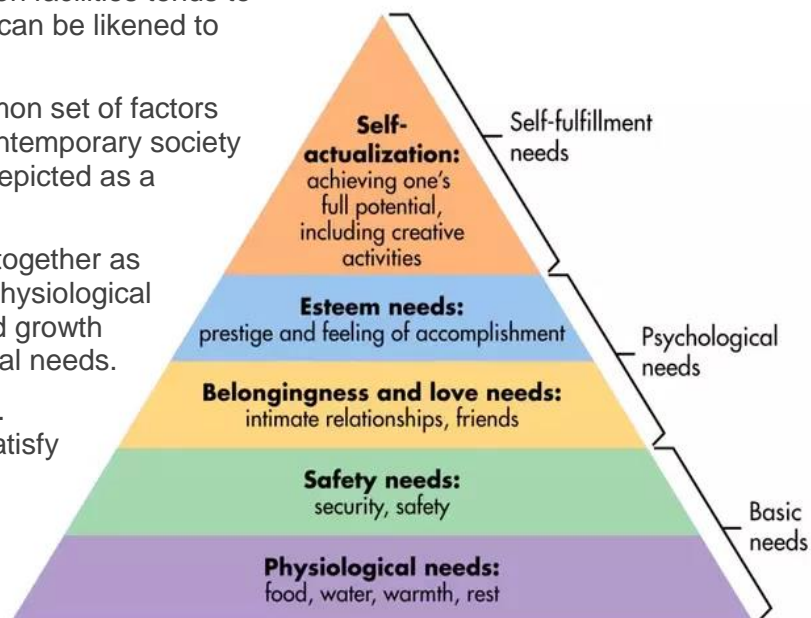 can be likened to
mon set of factors
ntemporary society
epicted as a
together as
physiological
d growth
al needs.
atisfy
Self-
actualization:
achieving one's
full potential,
including creative
activities
Esteem needs:
prestige and feeling of accomplishment
Belongingness and love needs:
intimate relationships, friends
Safety needs:
security, safety
Physiological needs:
food, water, warmth, rest
Self-fulfillment
needs
Psychological
needs
Basic
needs